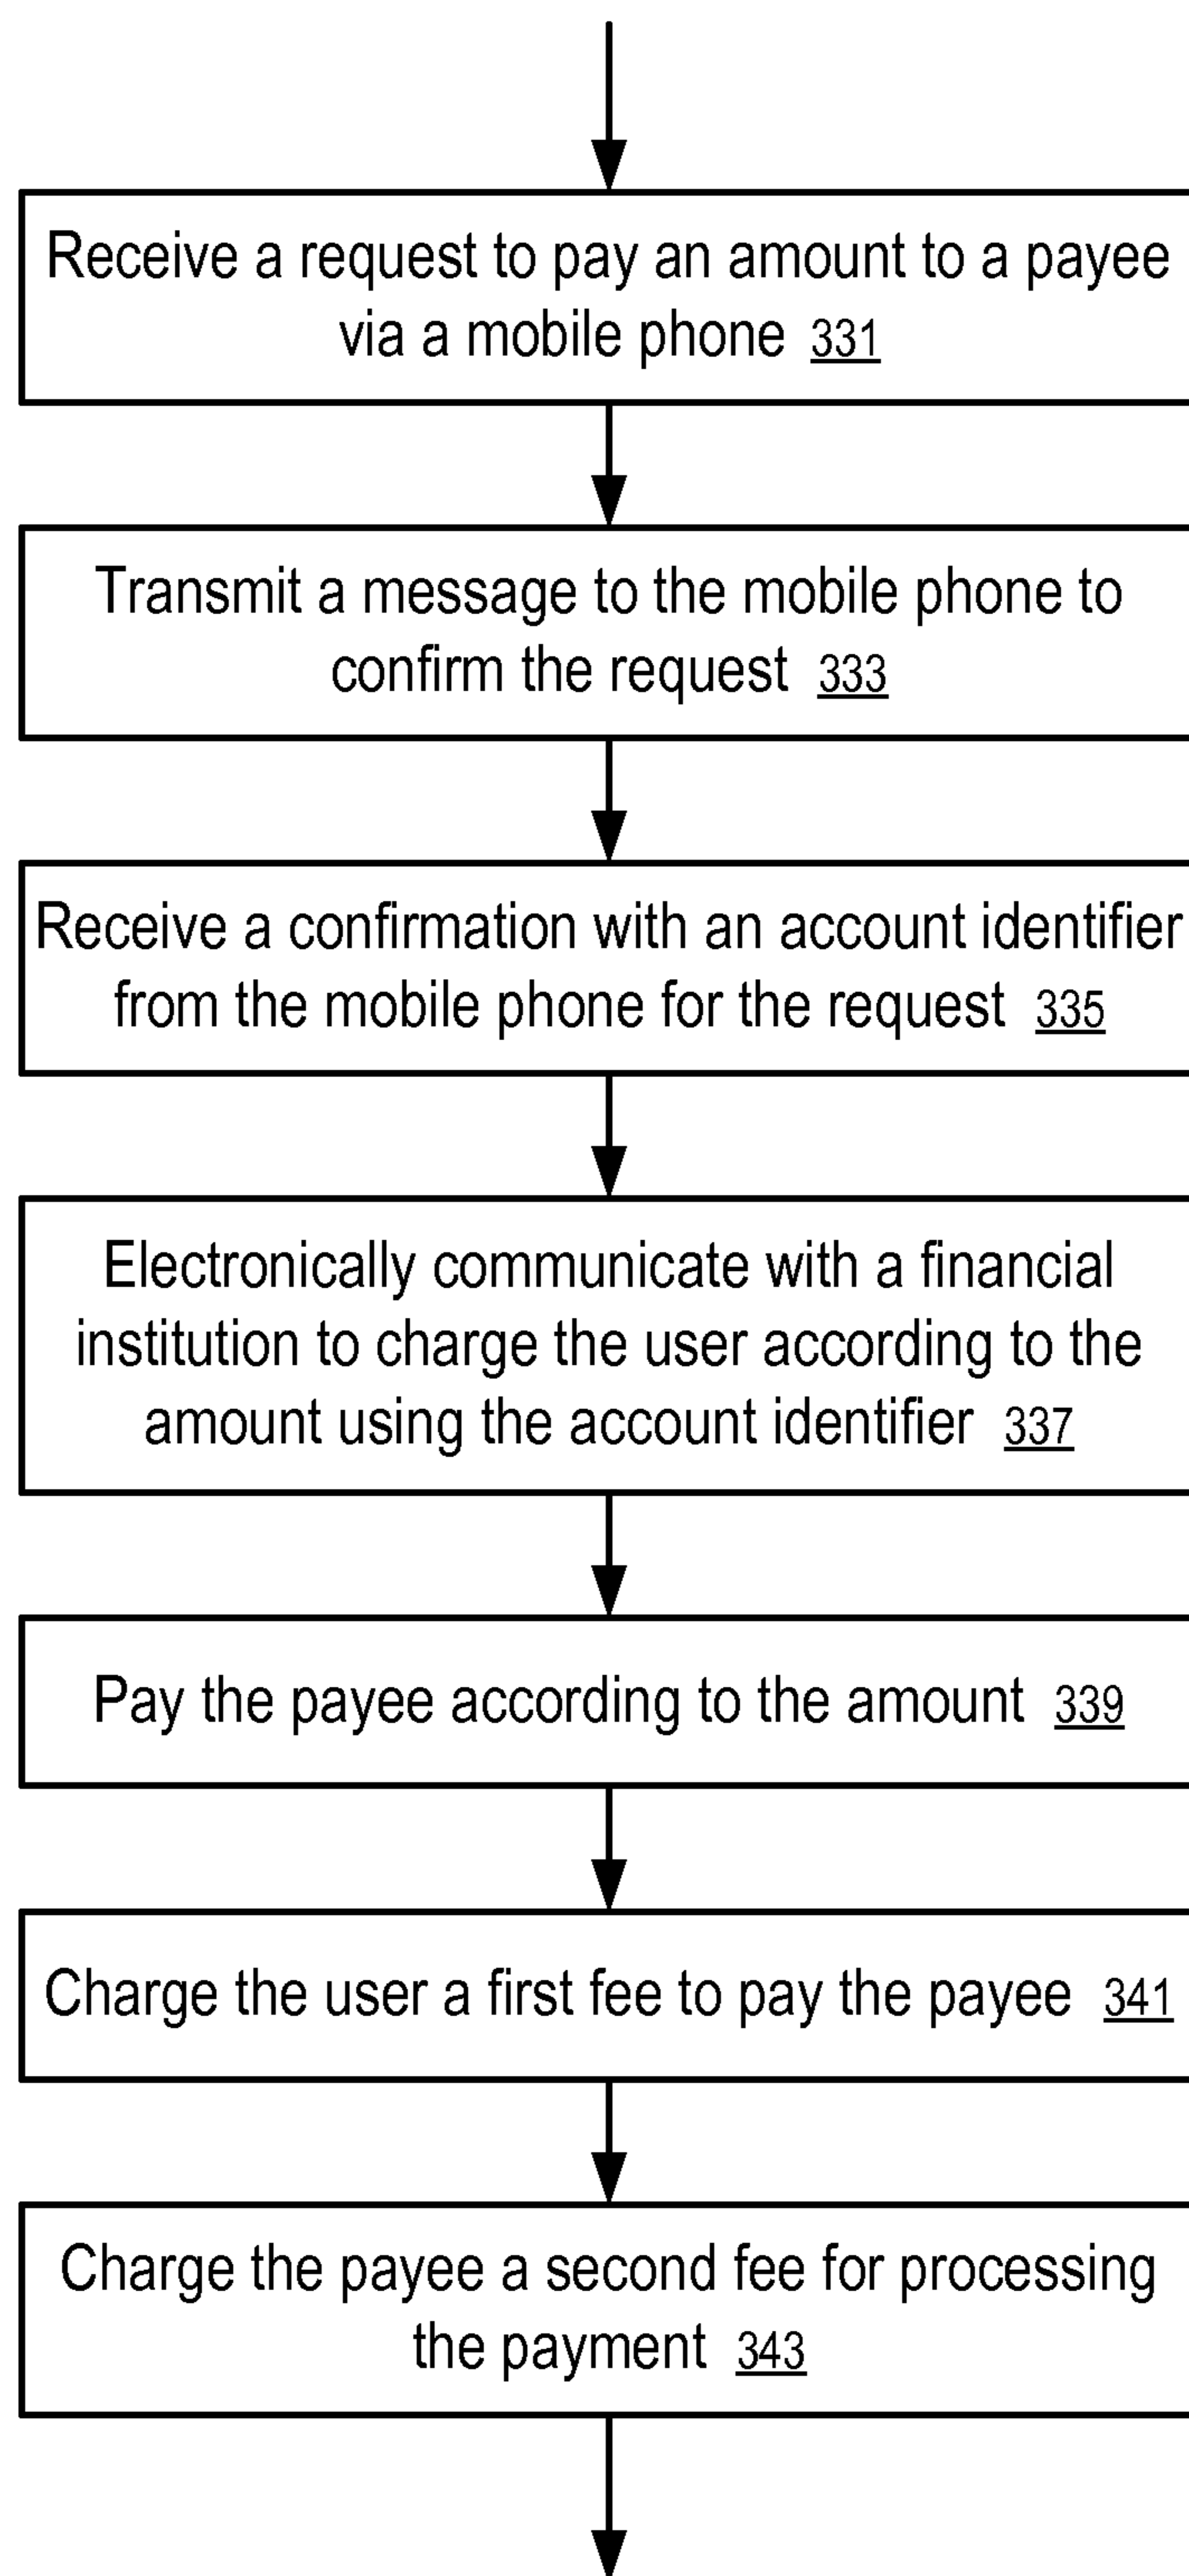 Receive a request to pay an amount to a payee
via a mobile phone 331
Transmit a message to the mobile phone to
confirm the request 333
Receive a confirmation with an account identifier
from the mobile phone for the request 335
Electronically communicate with a financial
institution to charge the user according to the
amount using the account identifier 337
Pay the payee according to the amount 339
Charge the user a first fee to pay the payee 341
Charge the payee a second fee for processing
the payment 343